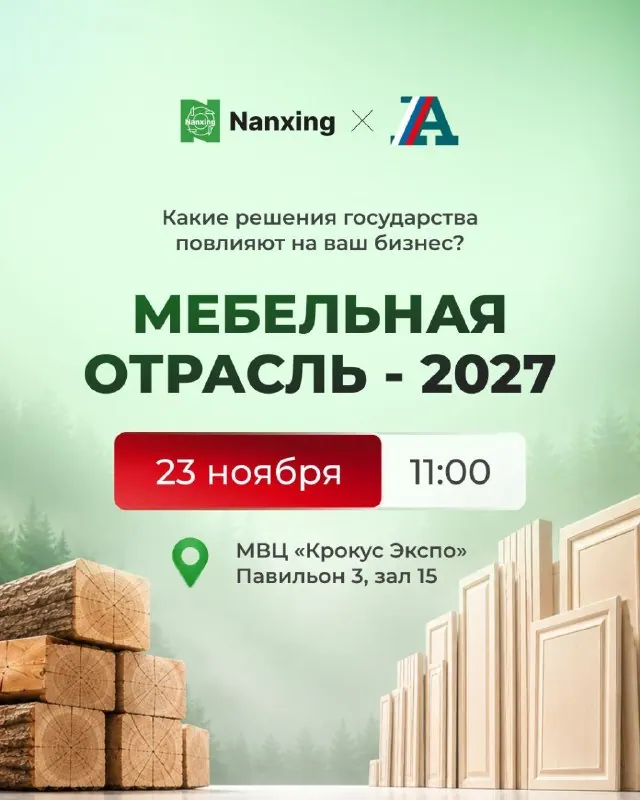 Nanxing
Nanxing
A
Какие решения государства
повлияют на ваш бизнес?
МЕБЕЛЬНАЯ
ОТРАСЛЬ - 2027
23 ноября
11:00
МВЦ «Крокус Экспо»
Павильон 3, зал 15